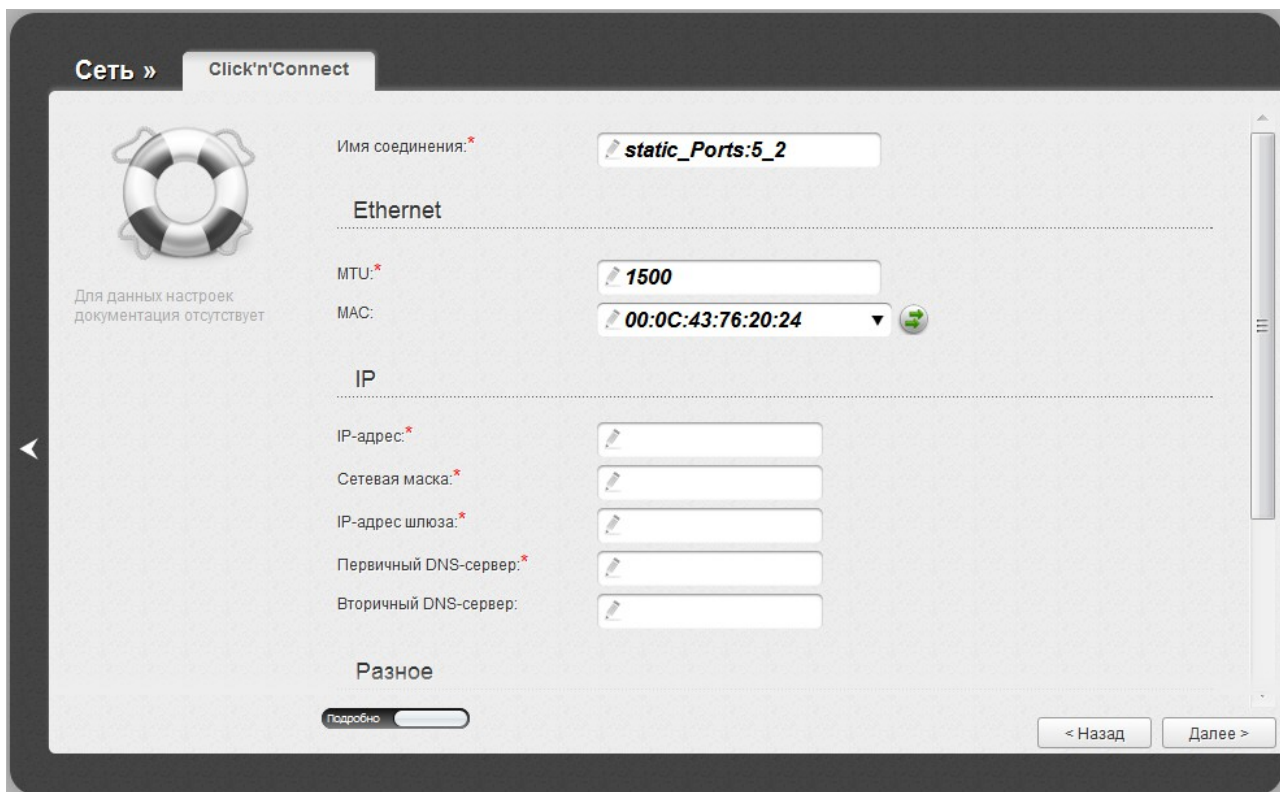 Сеть »
Click'n'Connect
Для данных настроек
документация отсутствует
Имя соединения:* static_Ports:5_2
Ethernet
MTU:* 1500
MAC: 00:0C:43:76:20:24
IP
IP-адрес:*
Сетевая маска:*
IP-адрес шлюза:*
Первичный DNS-сервер:*
Вторичный DNS-сервер:
Разное
Подробно
< Назад
Далее >